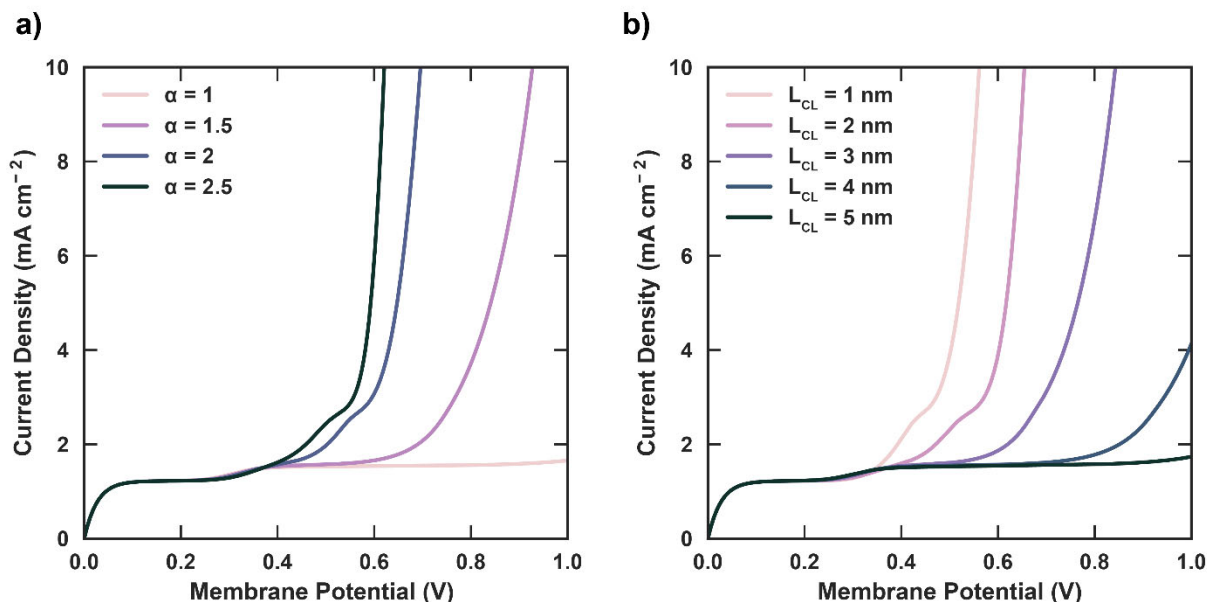 a)
10
8
6
4
2
0
0.0 0.2 0.4 0.6 0.8 1.0
Current Density (mA cm⁻²)
Membrane Potential (V)
α = 1
α = 1.5
α = 2
α = 2.5
b)
10
8
6
4
2
0
0.0 0.2 0.4 0.6 0.8 1.0
Current Density (mA cm⁻²)
Membrane Potential (V)
L_CL = 1 nm
L_CL = 2 nm
L_CL = 3 nm
L_CL = 4 nm
L_CL = 5 nm